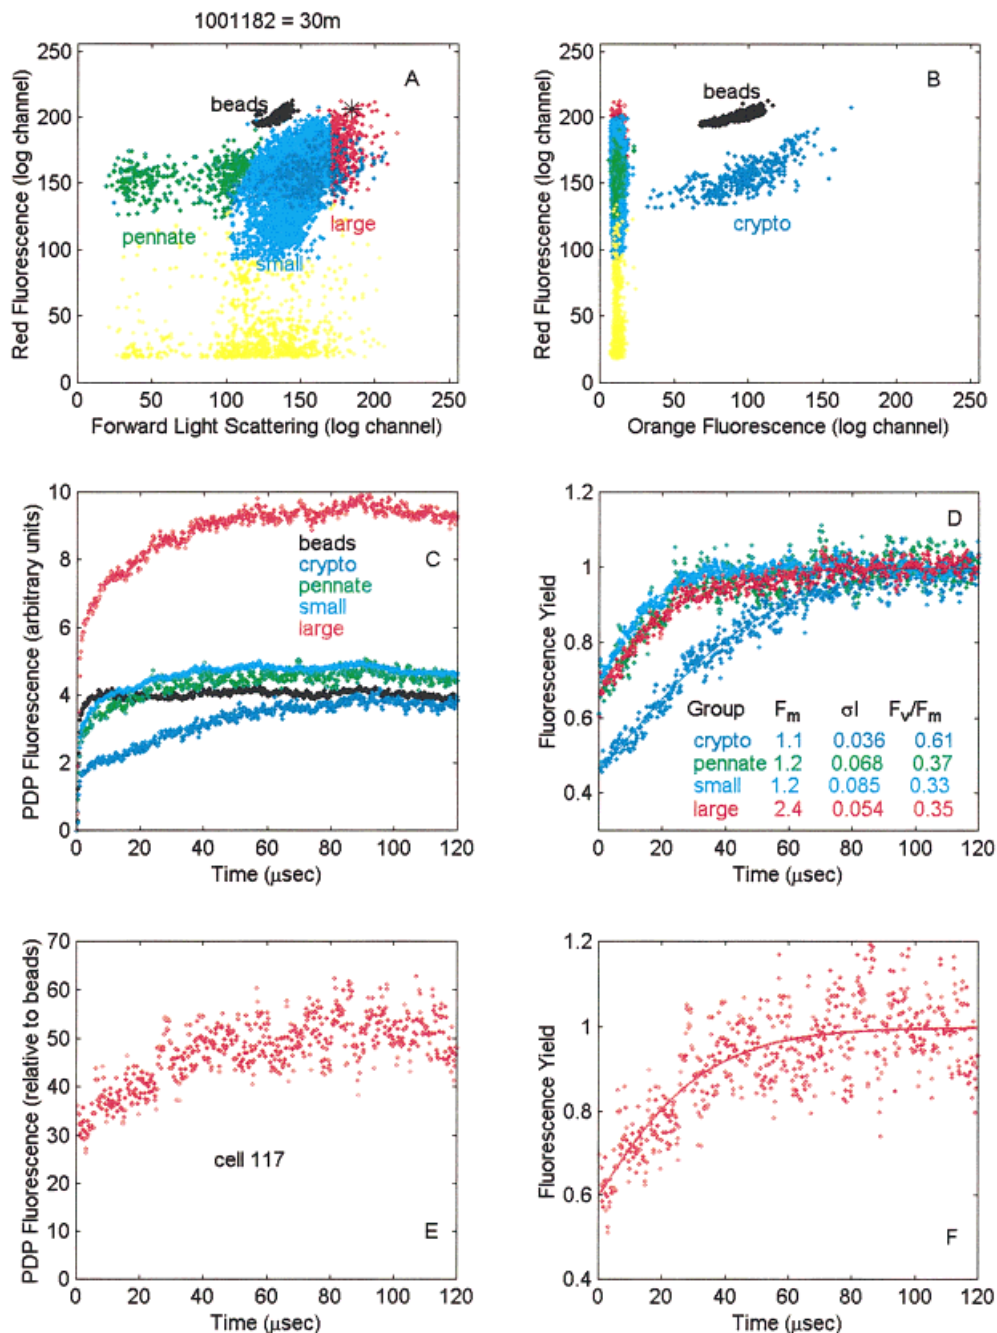 1001182 = 30m
250
200
150
100
50
0
Red Fluorescence (log channel)
A
beads
pennate
large
small
50
100
150
200
250
Forward Light Scattering (log channel)
250
200
150
100
50
0
Red Fluorescence (log channel)
B
beads
crypto
0
50
100
150
200
250
Orange Fluorescence (log channel)
10
8
6
4
2
0
PDP Fluorescence (arbitrary units)
C
beads
crypto
pennate
small
large
0
20
40
60
80
100
120
Time (μsec)
1.2
1
0.8
0.6
0.4
Fluorescence Yield
D
Group Fm σI Fv/Fm
crypto 1.1 0.036 0.61
pennate 1.2 0.068 0.37
small 1.2 0.085 0.33
large 2.4 0.054 0.35
0
20
40
60
80
100
120
Time (μsec)
70
60
50
40
30
20
10
0
PDP Fluorescence (relative to beads)
cell 117
E
0
20
40
60
80
100
120
Time (μsec)
1.2
1
0.8
0.6
0.4
Fluorescence Yield
F
0
20
40
60
80
100
120
Time (μsec)